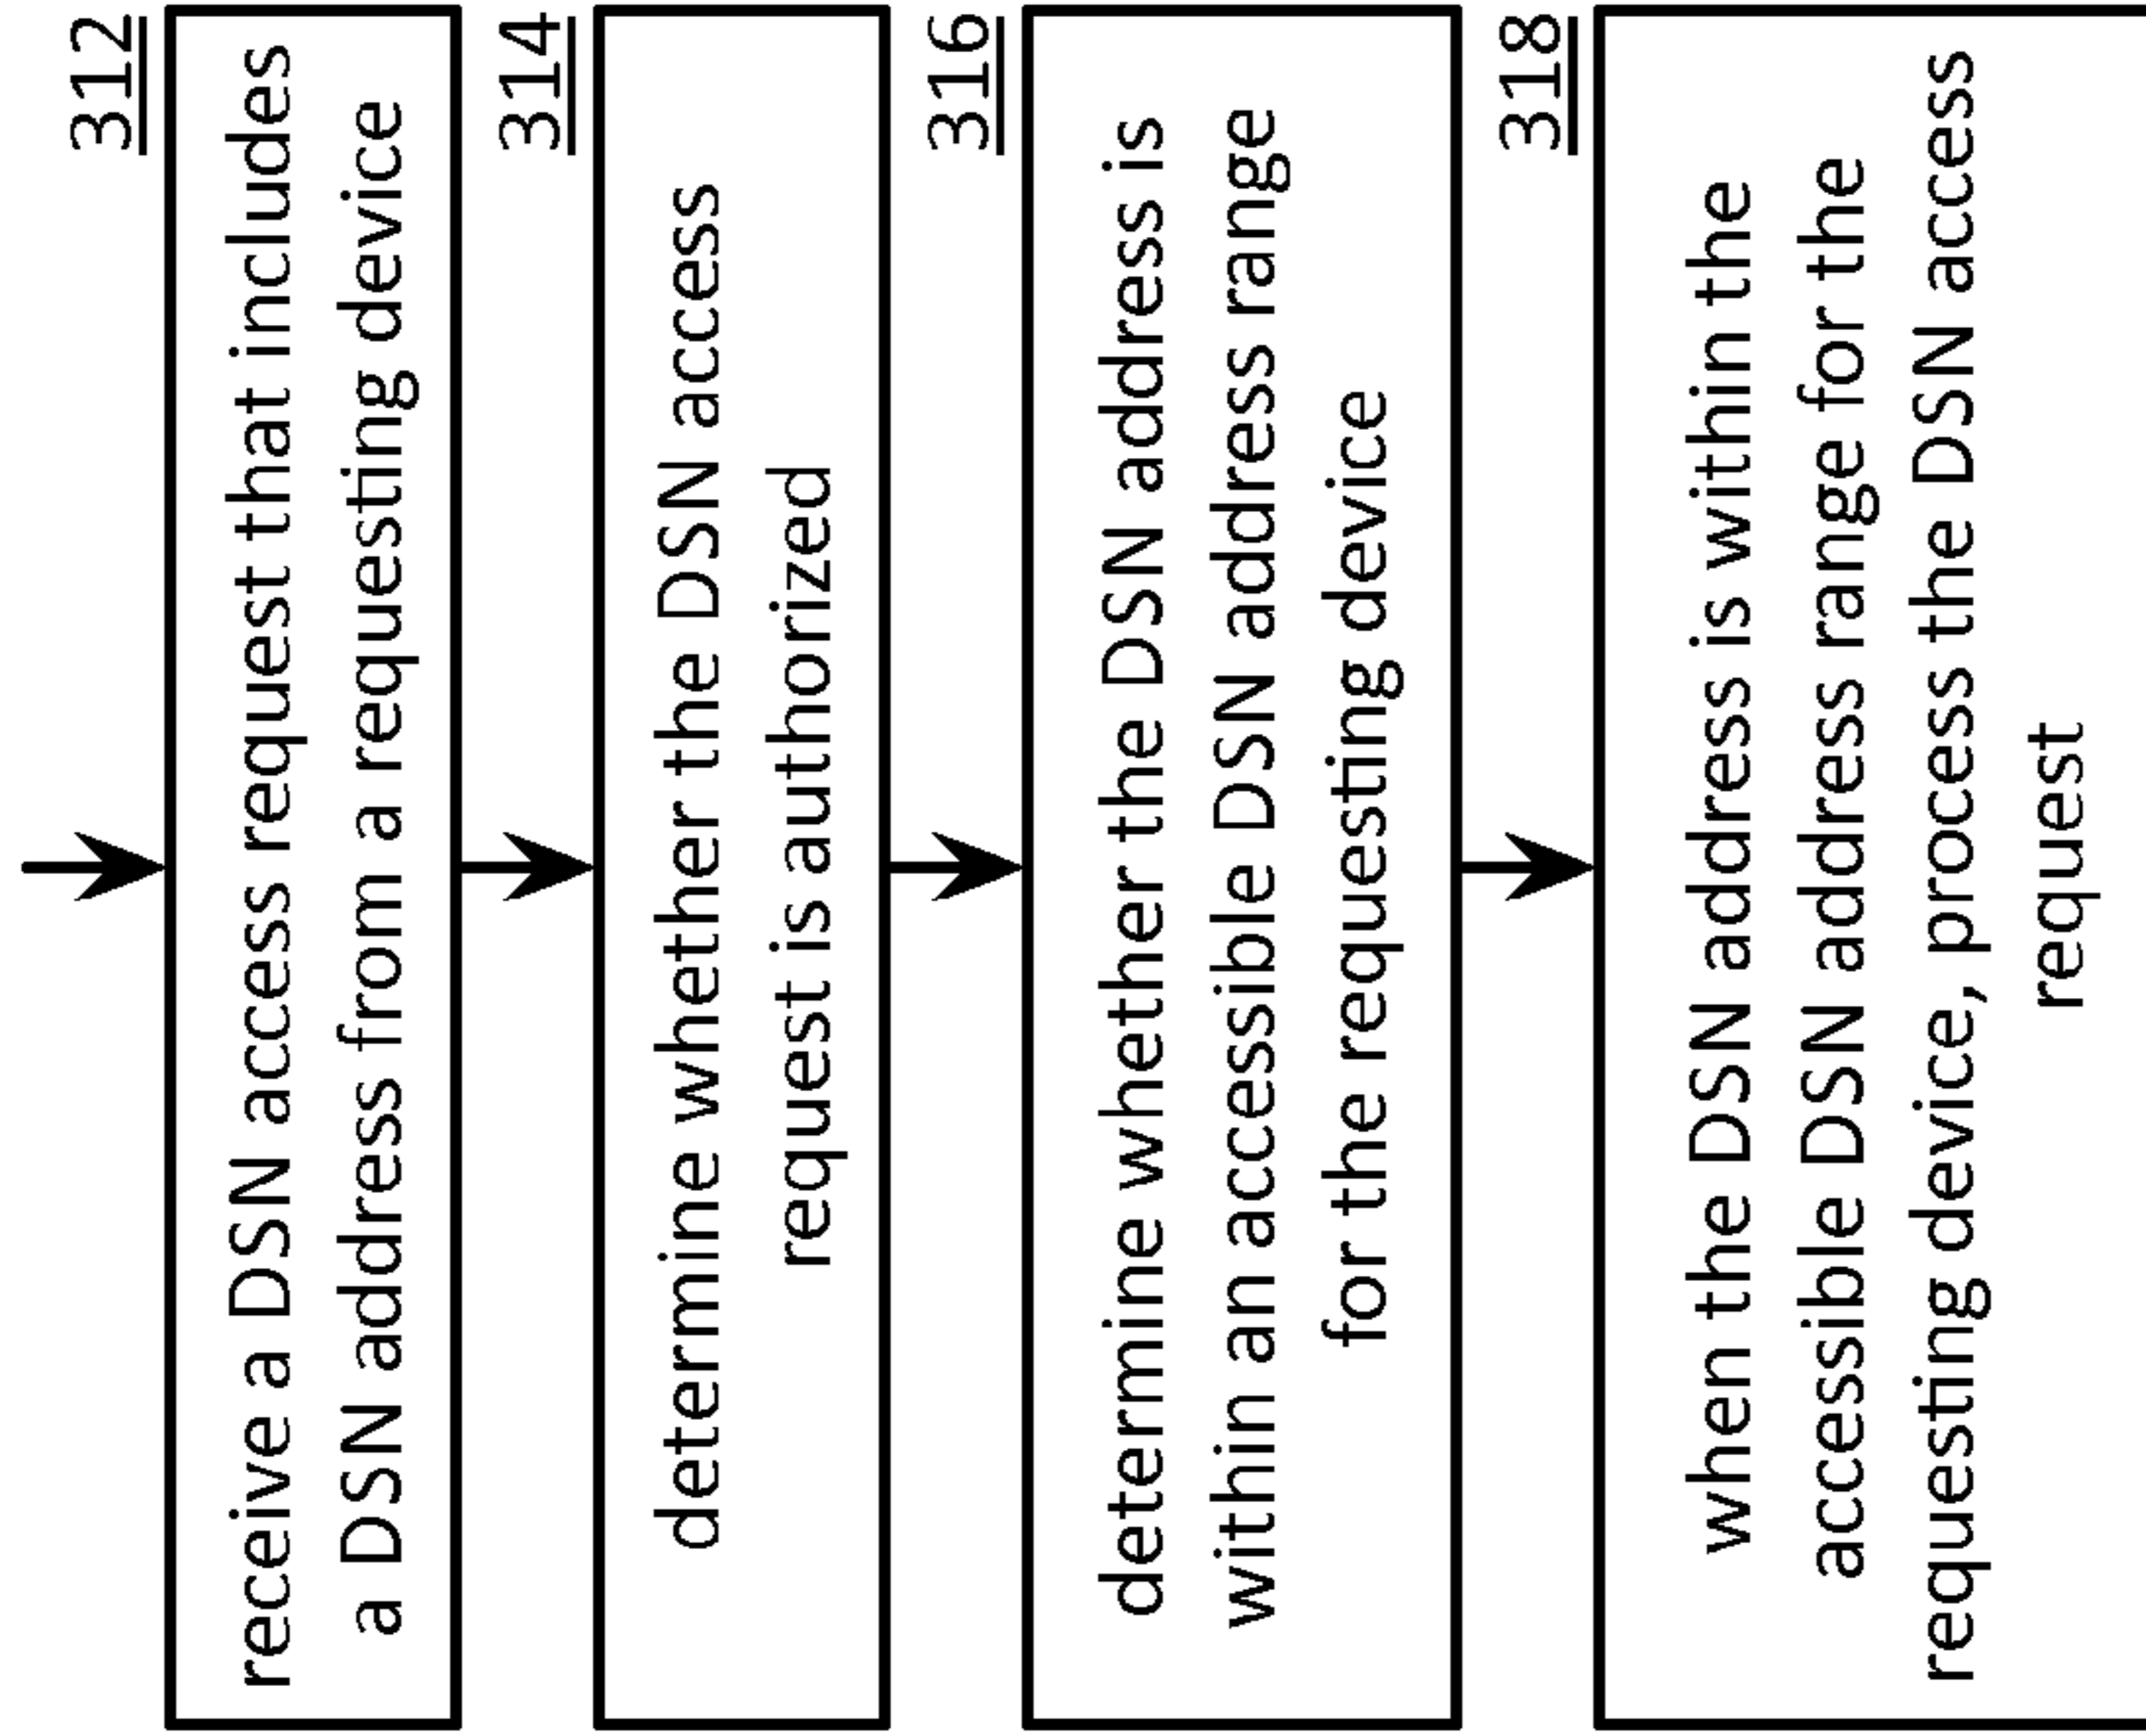 312
receive a DSN access request that includes
a DSN address from a requesting device
314
determine whether the DSN access
request is authorized
316
determine whether the DSN address is
within an accessible DSN address range
for the requesting device
318
when the DSN address is within the
accessible DSN address range for the
requesting device, process the DSN access
request